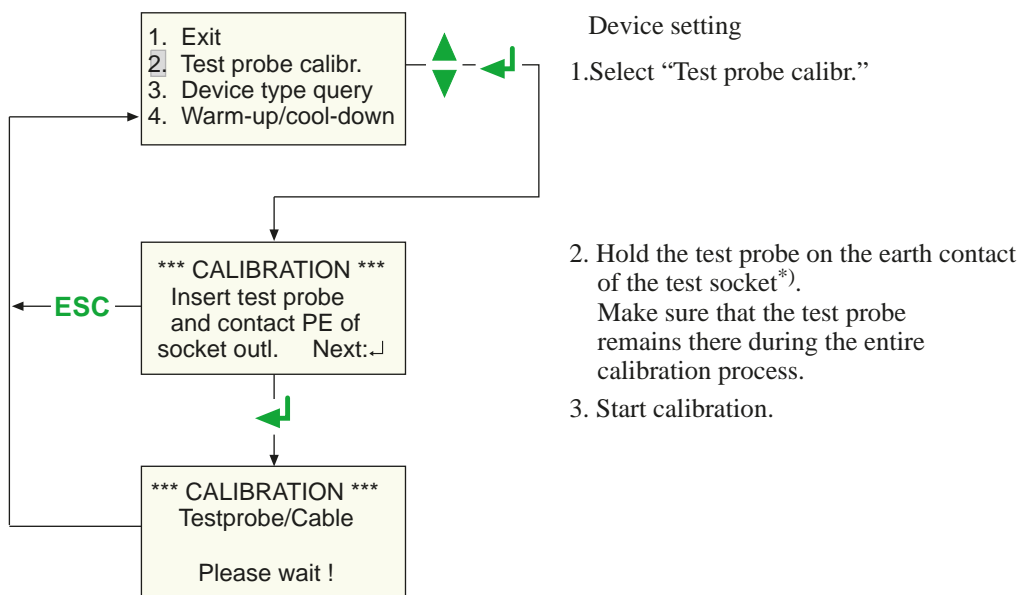 1. Exit
2. Test probe calibr.
3. Device type query
4. Warm-up/cool-down
Device setting
1.Select “Test probe calibr.”
*** CALIBRATION ***
Insert test probe
and contact PE of
socket outl. Next:↵
ESC
2. Hold the test probe on the earth contact
of the test socket*).
Make sure that the test probe
remains there during the entire
calibration process.
3. Start calibration.
*** CALIBRATION ***
Testprobe/Cable
Please wait !